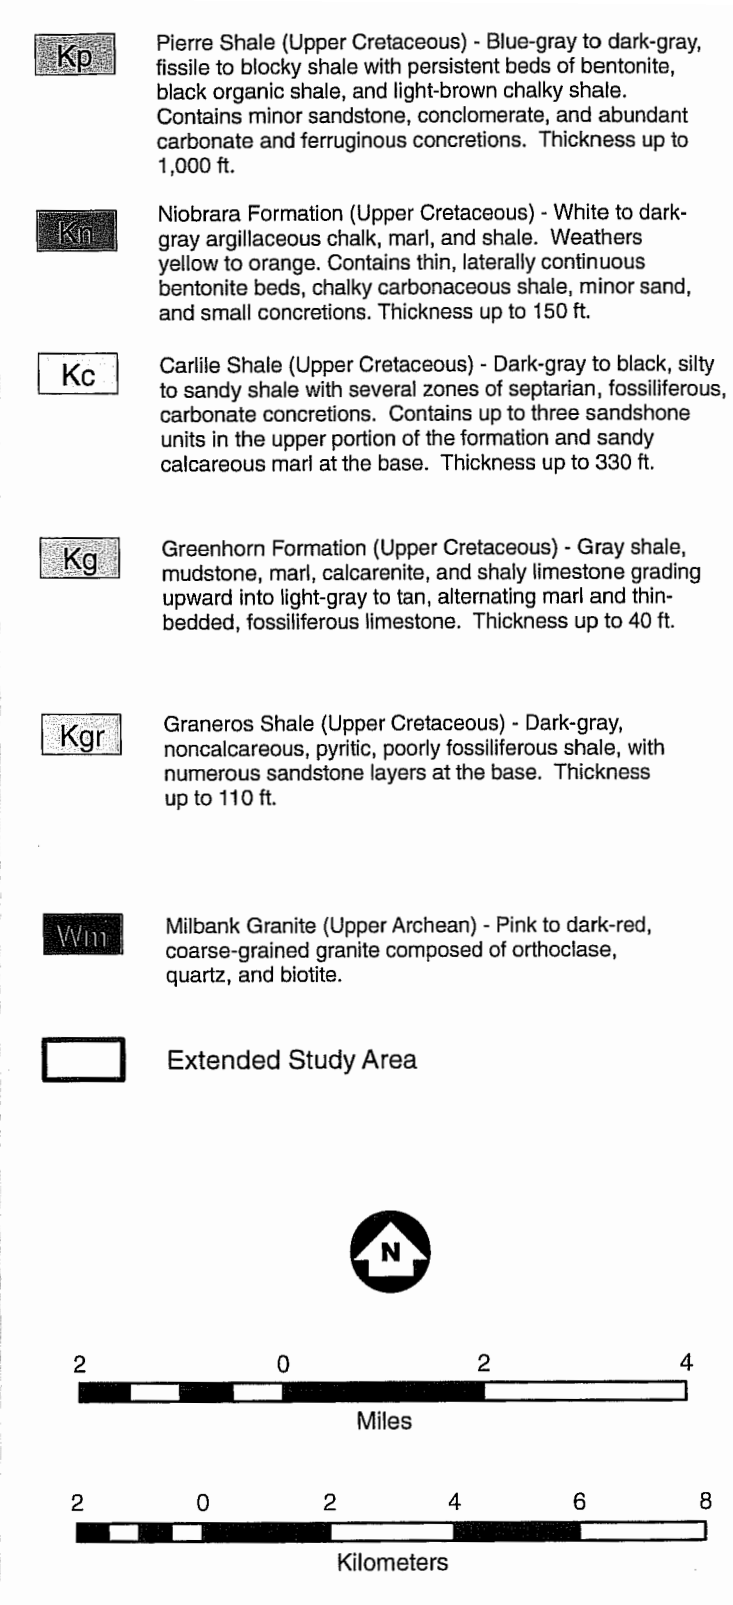 Kp
Pierre Shale (Upper Cretaceous) - Blue-gray to dark-gray,
fissile to blocky shale with persistent beds of bentonite,
black organic shale, and light-brown chalky shale.
Contains minor sandstone, conclomerate, and abundant
carbonate and ferruginous concretions. Thickness up to
1,000 ft.
Kn
Niobrara Formation (Upper Cretaceous) - White to dark-
gray argillaceous chalk, marl, and shale. Weathers
yellow to orange. Contains thin, laterally continuous
bentonite beds, chalky carbonaceous shale, minor sand,
and small concretions. Thickness up to 150 ft.
Kc
Carlile Shale (Upper Cretaceous) - Dark-gray to black, silty
to sandy shale with several zones of septarian, fossiliferous,
carbonate concretions. Contains up to three sandshone
units in the upper portion of the formation and sandy
calcareous marl at the base. Thickness up to 330 ft.
Kg
Greenhorn Formation (Upper Cretaceous) - Gray shale,
mudstone, marl, calcarenite, and shaly limestone grading
upward into light-gray to tan, alternating marl and thin-
bedded, fossiliferous limestone. Thickness up to 40 ft.
Kgr
Graneros Shale (Upper Cretaceous) - Dark-gray,
noncalcareous, pyritic, poorly fossiliferous shale, with
numerous sandstone layers at the base. Thickness
up to 110 ft.
Wm
Milbank Granite (Upper Archean) - Pink to dark-red,
coarse-grained granite composed of orthoclase,
quartz, and biotite.
Extended Study Area
N
2 0 2 4
Miles
2 0 2 4 6 8
Kilometers